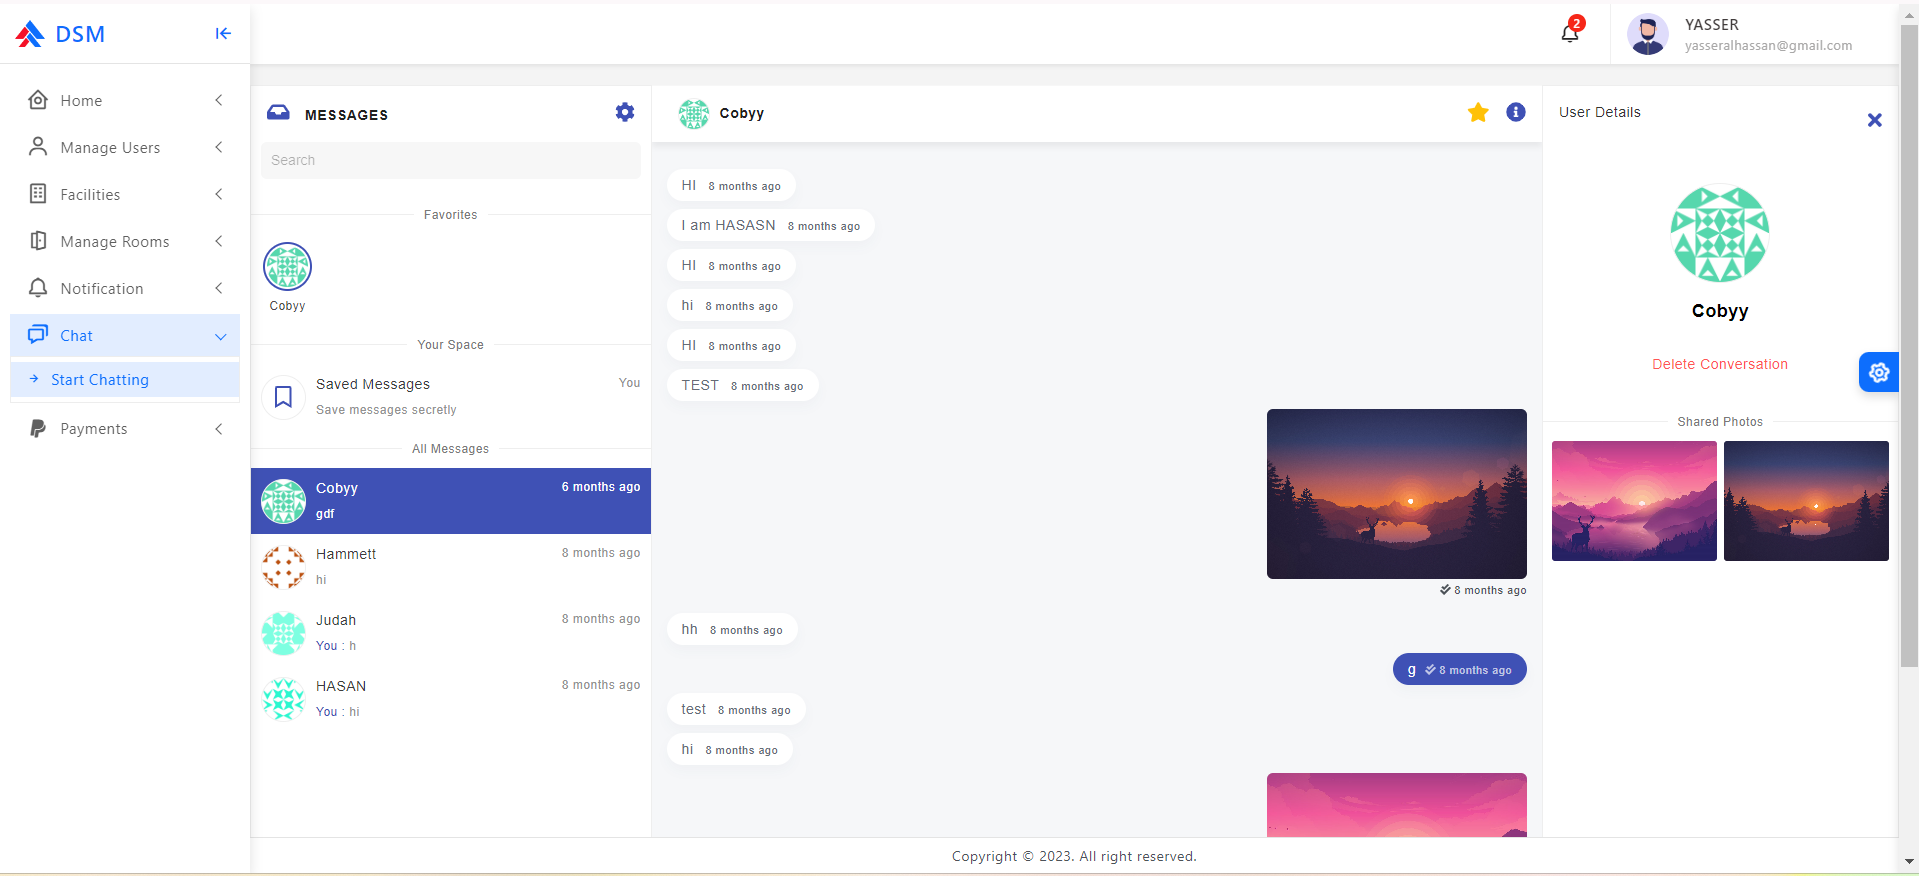 DSM
2
YASSER
yasseralhassan@gmail.com
Home
Manage Users
Facilities
Manage Rooms
Notification
Chat
Start Chatting
Payments
MESSAGES
Search
Favorites
Cobyy
Your Space
Saved Messages
You
Save messages secretly
All Messages
Cobyy
6 months ago
gdf
Hammett
8 months ago
hi
Judah
8 months ago
You : h
HASAN
8 months ago
You : hi
Cobyy
HI 8 months ago
I am HASASN 8 months ago
HI 8 months ago
hi 8 months ago
HI 8 months ago
TEST 8 months ago
8 months ago
hh 8 months ago
g 8 months ago
test 8 months ago
hi 8 months ago
User Details
Cobyy
Delete Conversation
Shared Photos
Copyright © 2023. All right reserved.